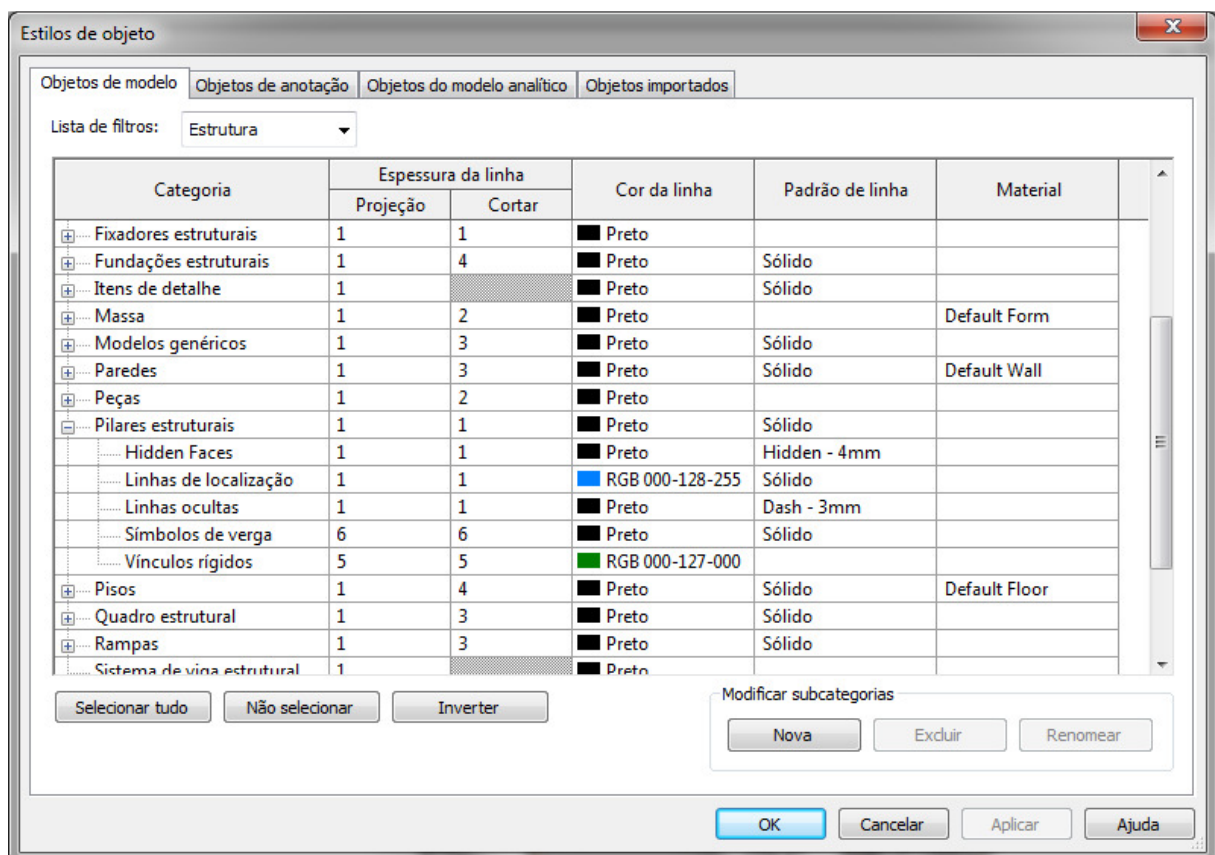 Estilos de objeto
Objetos de modelo Objetos de anotação Objetos do modelo analítico Objetos importados
Lista de filtros: Estrutura
Categoria Espessura da linha Cor da linha Padrão de linha Material
Projeção Cortar
Fixadores estruturais 1 1 Preto
Fundações estruturais 1 4 Preto Sólido
Itens de detalhe 1 Preto Sólido
Massa 1 2 Preto Default Form
Modelos genéricos 1 3 Preto Sólido
Paredes 1 3 Preto Sólido Default Wall
Peças 1 2 Preto
Pilares estruturais 1 1 Preto Sólido
Hidden Faces 1 1 Preto Hidden - 4mm
Linhas de localização 1 1 RGB 000-128-255 Sólido
Linhas ocultas 1 1 Preto Dash - 3mm
Símbolos de verga 6 6 Preto Sólido
Vínculos rígidos 5 5 RGB 000-127-000
Pisos 1 4 Preto Sólido Default Floor
Quadro estrutural 1 3 Preto Sólido
Rampas 1 3 Preto Sólido
Sistema de viga estrutural 1 Preto
Selecionar tudo Não selecionar Inverter
Modificar subcategorias
Nova Excluir Renomear
OK Cancelar Aplicar Ajuda